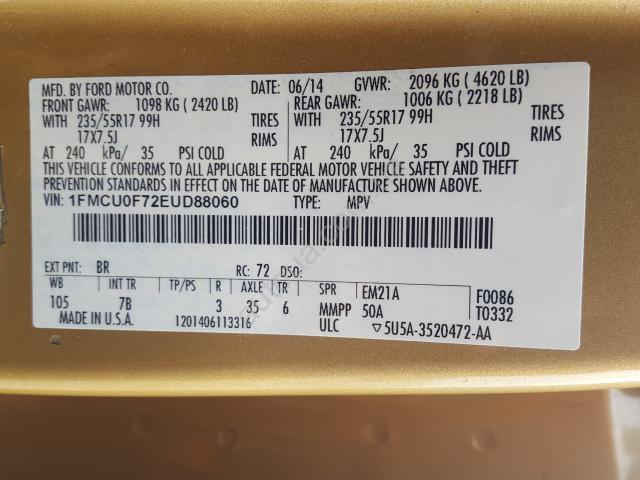 MFD. BY FORD MOTOR CO. DATE: 06/14 GVWR: 2096 KG ( 4620 LB)
FRONT GAWR: 1098 KG ( 2420 LB) REAR GAWR: 1006 KG ( 2218 LB)
WITH 235/55R17 99H TIRES WITH 235/55R17 99H TIRES
17X7.5J RIMS 17X7.5J RIMS
AT 240 kPa/ 35 PSI COLD AT 240 kPa/ 35 PSI COLD
THIS VEHICLE CONFORMS TO ALL APPLICABLE FEDERAL MOTOR VEHICLE SAFETY AND THEFT
PREVENTION STANDARDS IN EFFECT ON THE DATE OF MANUFACTURE SHOWN ABOVE.
VIN: 1FMCU0F72EUD88060 TYPE: MPV
EXT PNT: BR RC: 72 DSO:
WB INT TR TP/PS R AXLE TR SPR EM21A F0086
105 7B 3 35 6 MMPP 50A T0332
MADE IN U.S.A. 1201406113316 ULC ▽5U5A-3520472-AA